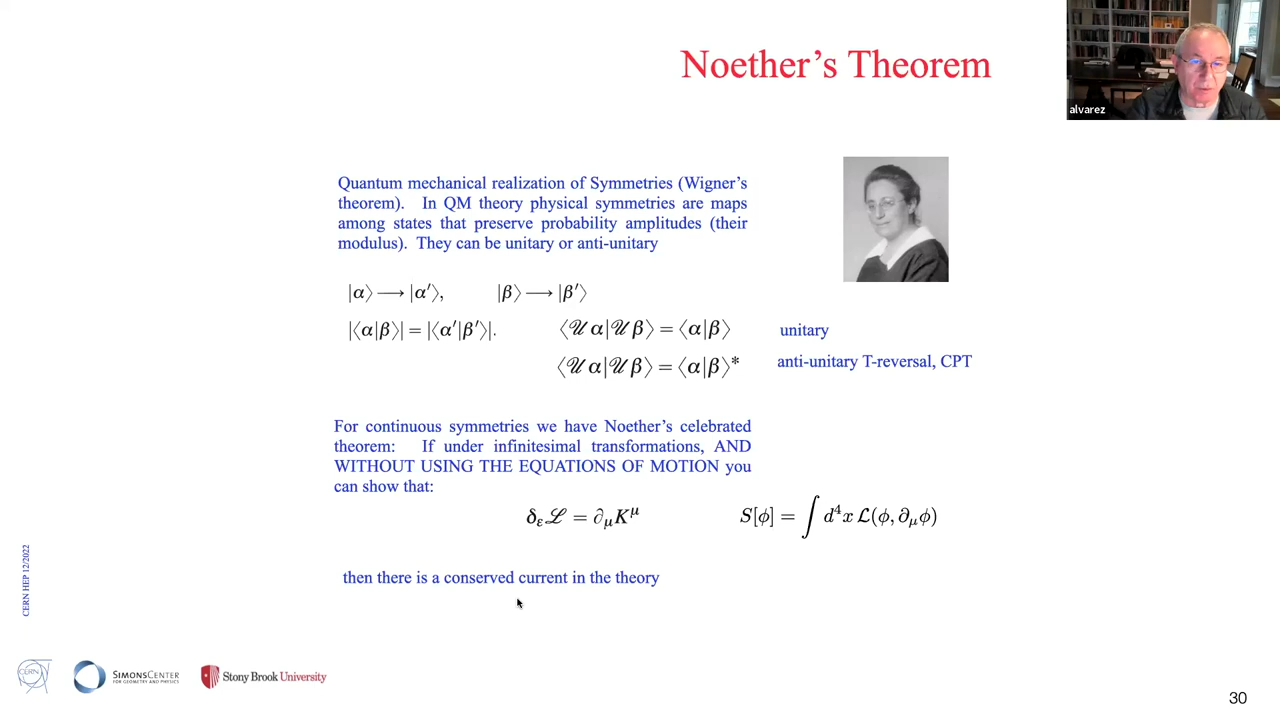 Noether's Theorem
alvarez
Quantum mechanical realization of Symmetries (Wigner's
theorem). In QM theory physical symmetries are maps
among states that preserve probability amplitudes (their
modulus). They can be unitary or anti-unitary
|α⟩ ⟶ |α′⟩, |β⟩ ⟶ |β′⟩
|⟨α|β⟩| = |⟨α′|β′⟩|. ⟨𝒰α|𝒰β⟩ = ⟨α|β⟩ unitary
⟨𝒰α|𝒰β⟩ = ⟨α|β⟩* anti-unitary T-reversal, CPT
For continuous symmetries we have Noether's celebrated
theorem: If under infinitesimal transformations, AND
WITHOUT USING THE EQUATIONS OF MOTION you
can show that:
δ_ε ℒ = ∂_μ K^μ S[ϕ] = ∫ d⁴x ℒ(ϕ, ∂_μ ϕ)
then there is a conserved current in the theory
CERN HEP 12/2022
CERN
SIMONS CENTER
FOR GEOMETRY AND PHYSICS
Stony Brook University
30